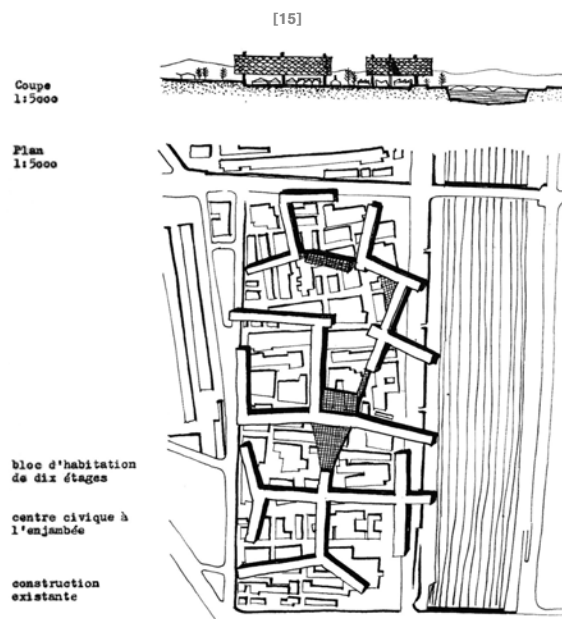 [15]
Coupe
1:5000
Plan
1:5000
bloc d'habitation
de dix étages
centre civique à
l'enjambée
construction
existante